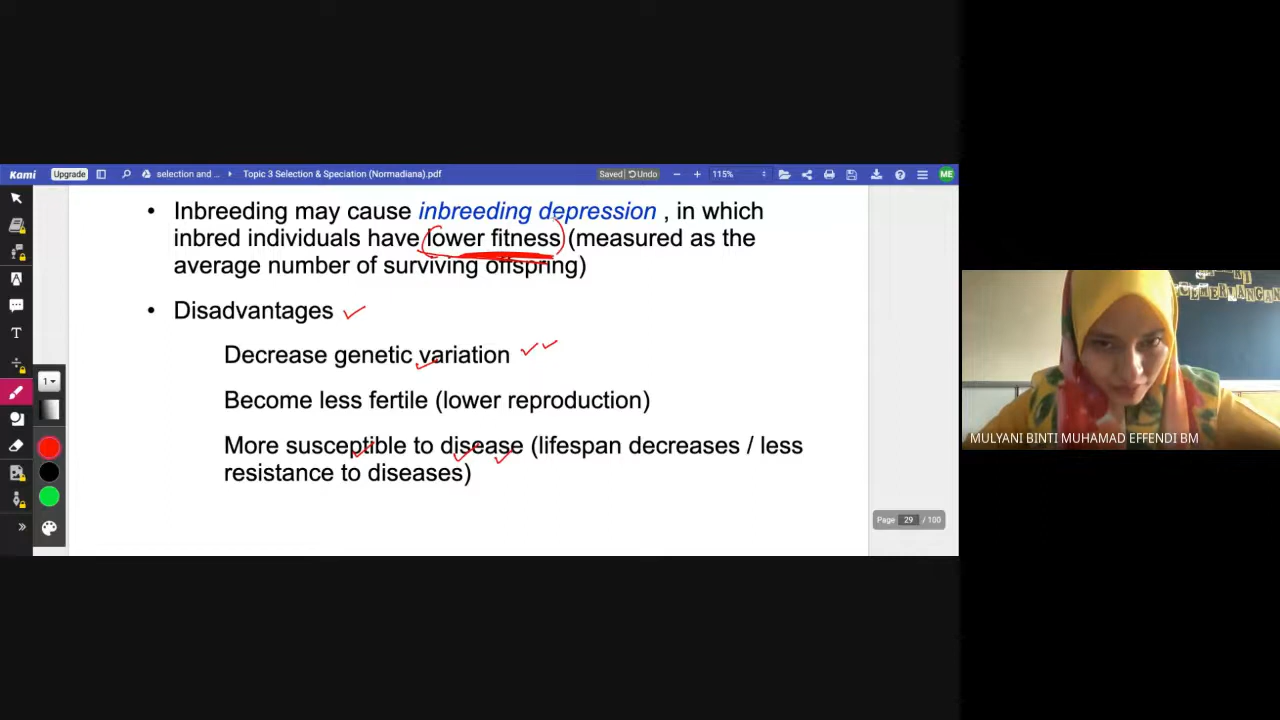 Kami
Upgrade
selection and ...
Topic 3 Selection & Speciation (Normadiana).pdf
Saved
Undo
115%
ME
• Inbreeding may cause inbreeding depression , in which
inbred individuals have lower fitness (measured as the
average number of surviving offspring)
• Disadvantages
Decrease genetic variation
Become less fertile (lower reproduction)
More susceptible to disease (lifespan decreases / less
resistance to diseases)
1
Page 29 / 100
MULYANI BINTI MUHAMAD EFFENDI BM